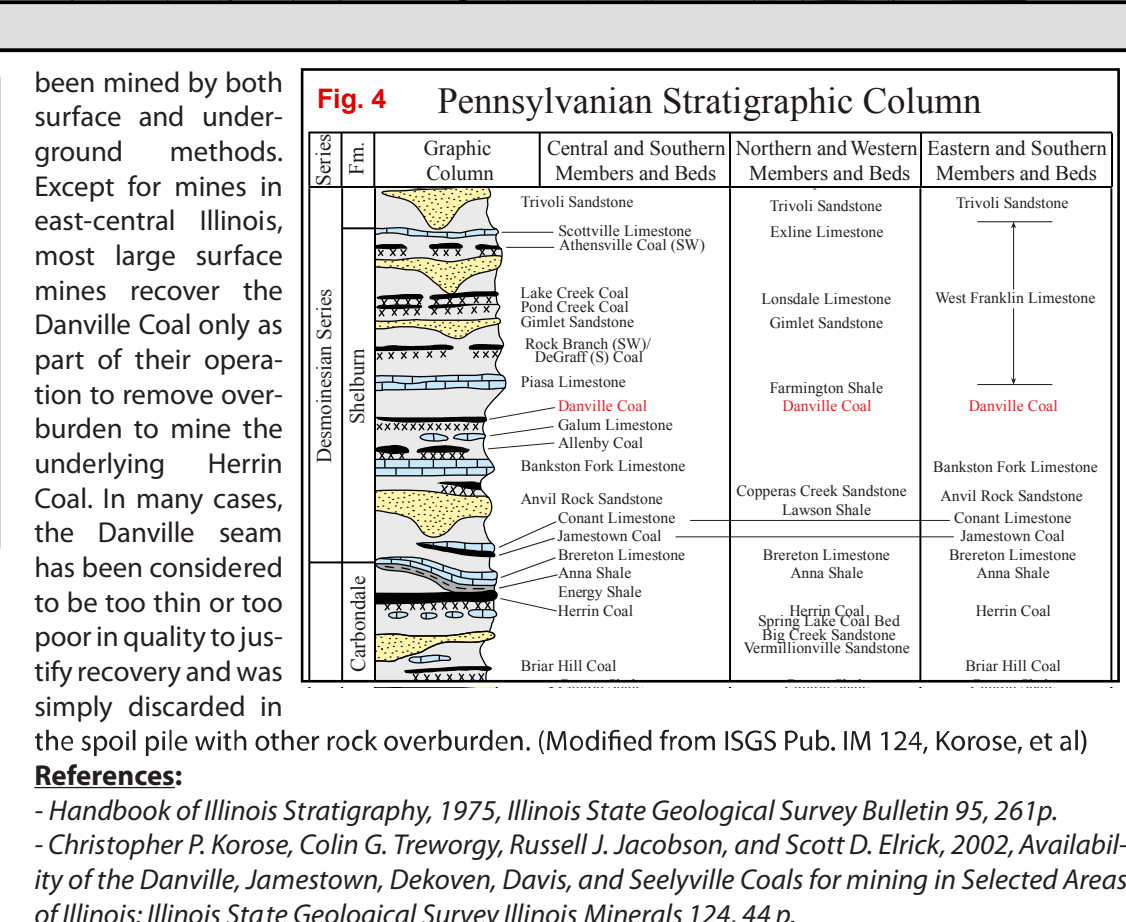 been mined by both
surface and under-
ground methods.
Except for mines in
east-central Illinois,
most large surface
mines recover the
Danville Coal only as
part of their opera-
tion to remove over-
burden to mine the
underlying Herrin
Coal. In many cases,
the Danville seam
has been considered
to be too thin or too
poor in quality to jus-
tify recovery and was
simply discarded in
the spoil pile with other rock overburden. (Modified from ISGS Pub. IM 124, Korose, et al)
References:
- Handbook of Illinois Stratigraphy, 1975, Illinois State Geological Survey Bulletin 95, 261p.
- Christopher P. Korose, Colin G. Treworgy, Russell J. Jacobson, and Scott D. Elrick, 2002, Availabil-
ity of the Danville, Jamestown, Dekoven, Davis, and Seelyville Coals for mining in Selected Areas
of Illinois: Illinois State Geological Survey Illinois Minerals 124, 44 p.
Fig. 4 Pennsylvanian Stratigraphic Column
Series
Fm.
Graphic
Column
Central and Southern
Members and Beds
Northern and Western
Members and Beds
Eastern and Southern
Members and Beds
Desmoinesian Series
Shelburn
Carbondale
Trivoli Sandstone
Scottville Limestone
Athensville Coal (SW)
Lake Creek Coal
Pond Creek Coal
Gimlet Sandstone
Rock Branch (SW)/
DeGraff (S) Coal
Piasa Limestone
Danville Coal
Galum Limestone
Allenby Coal
Bankston Fork Limestone
Anvil Rock Sandstone
Conant Limestone
Jamestown Coal
Brereton Limestone
Anna Shale
Energy Shale
Herrin Coal
Briar Hill Coal
Trivoli Sandstone
Exline Limestone
Lonsdale Limestone
Gimlet Sandstone
Farmington Shale
Danville Coal
Copperas Creek Sandstone
Lawson Shale
Brereton Limestone
Anna Shale
Herrin Coal
Spring Lake Coal Bed
Big Creek Sandstone
Vermillionville Sandstone
Trivoli Sandstone
West Franklin Limestone
Danville Coal
Bankston Fork Limestone
Anvil Rock Sandstone
Conant Limestone
Jamestown Coal
Brereton Limestone
Anna Shale
Herrin Coal
Briar Hill Coal